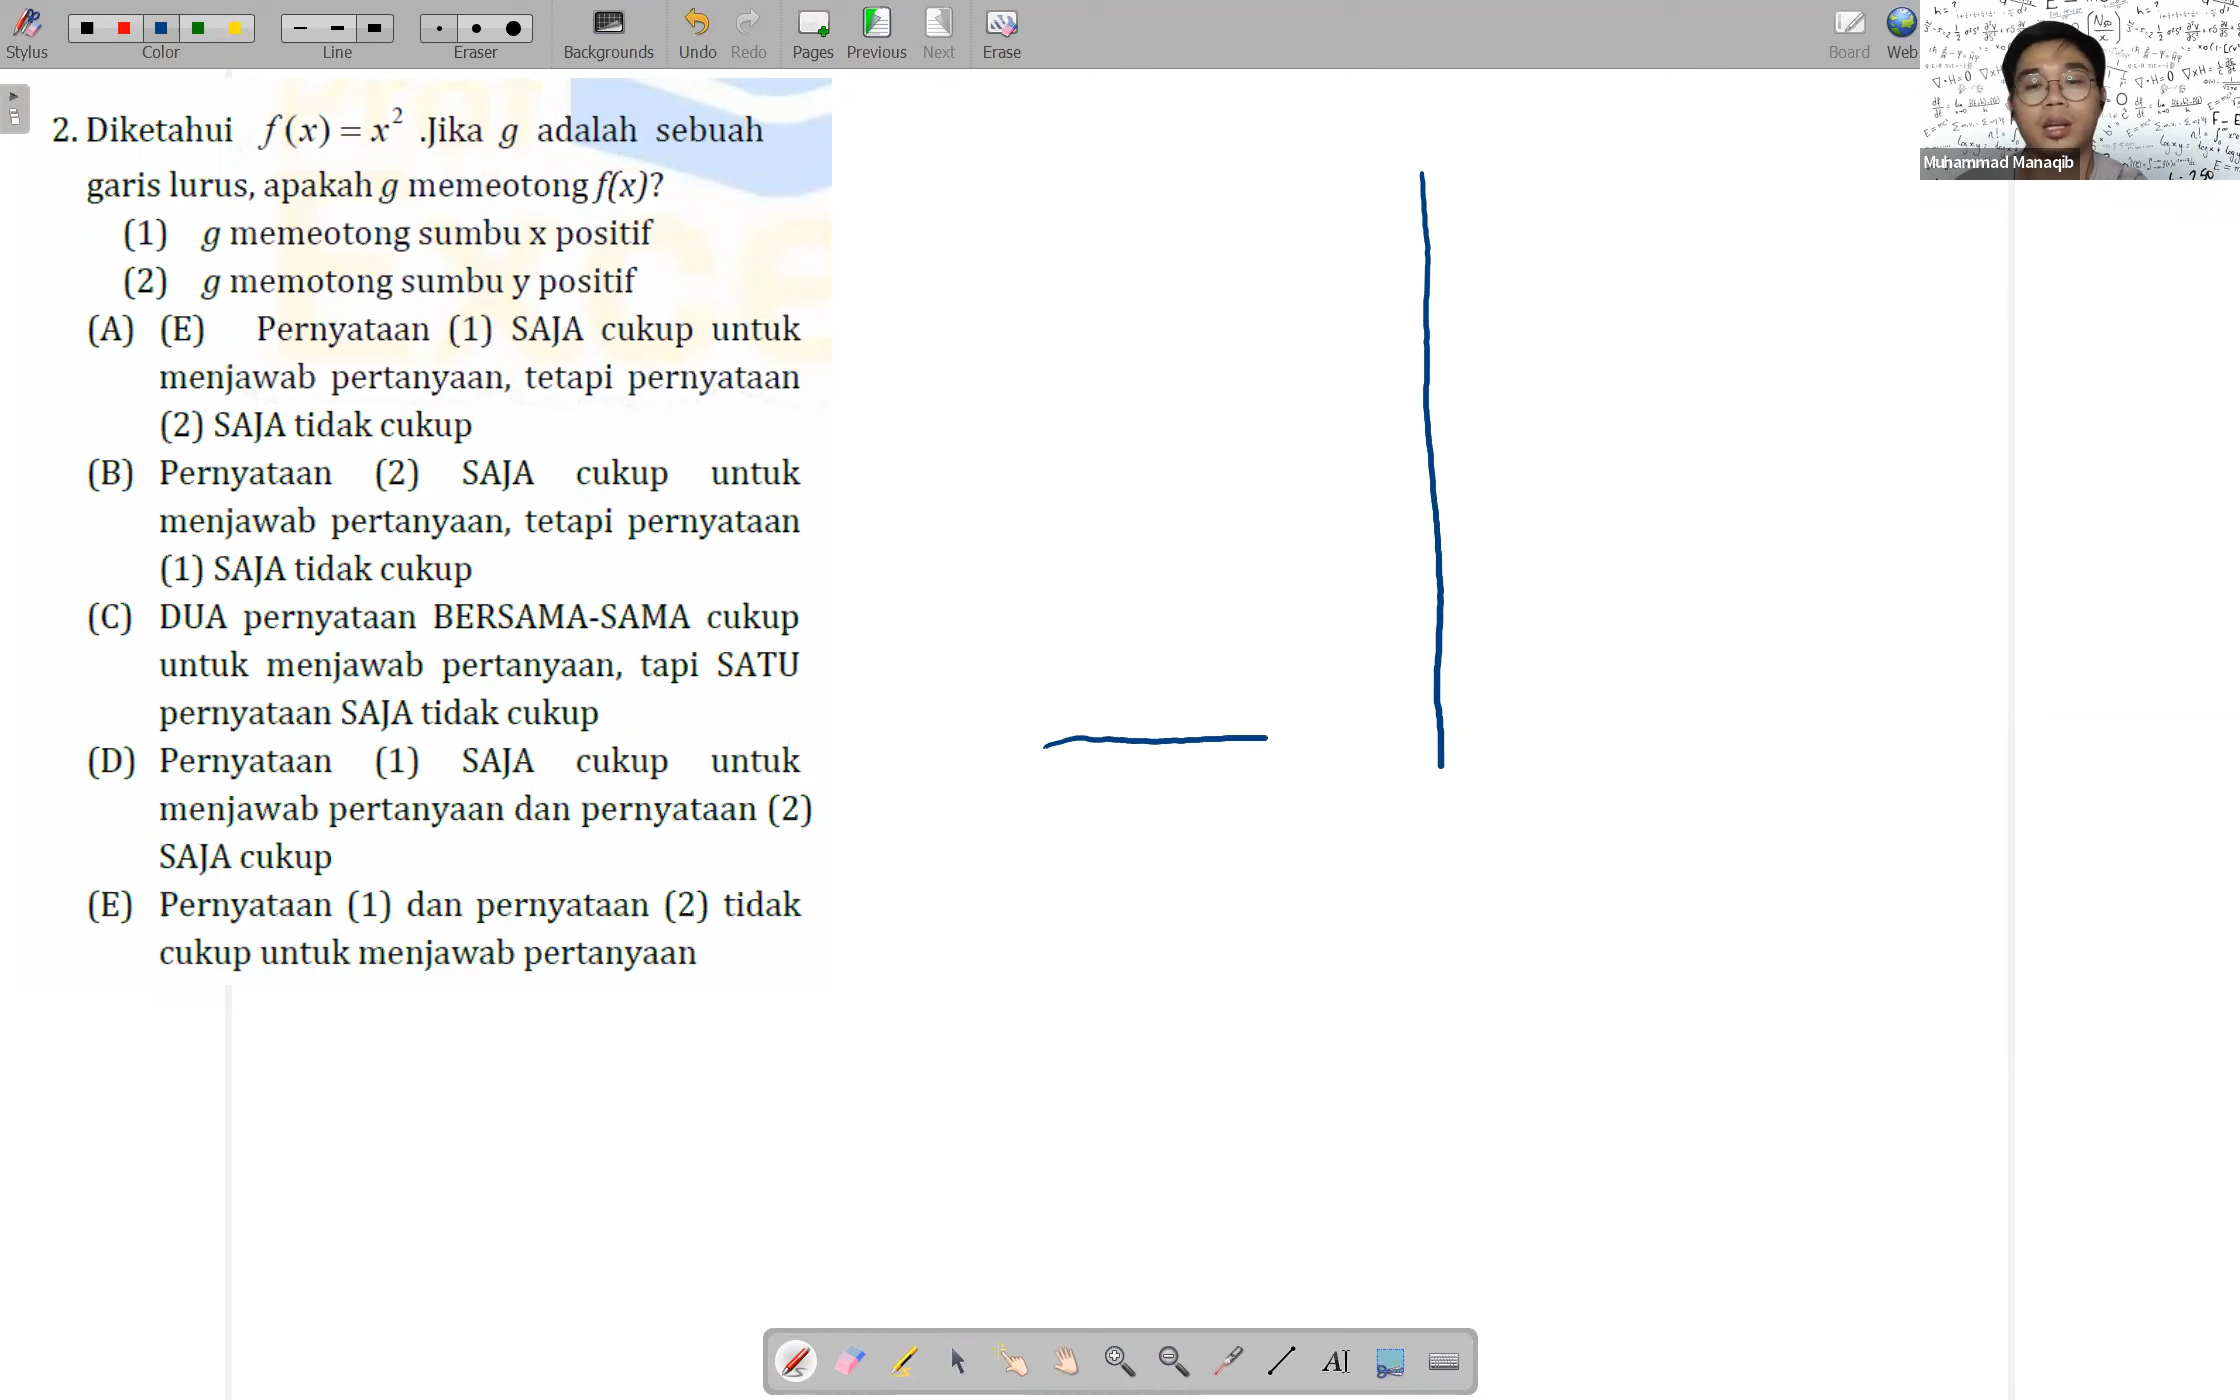 Stylus
Color
Line
Eraser
Backgrounds
Undo
Redo
Pages
Previous
Next
Erase
Board
Web
Muhammad Manaqib
2. Diketahui f(x) = x² .Jika g adalah sebuah
garis lurus, apakah g memeotong f(x)?
(1) g memeotong sumbu x positif
(2) g memotong sumbu y positif
(A) (E) Pernyataan (1) SAJA cukup untuk
menjawab pertanyaan, tetapi pernyataan
(2) SAJA tidak cukup
(B) Pernyataan (2) SAJA cukup untuk
menjawab pertanyaan, tetapi pernyataan
(1) SAJA tidak cukup
(C) DUA pernyataan BERSAMA-SAMA cukup
untuk menjawab pertanyaan, tapi SATU
pernyataan SAJA tidak cukup
(D) Pernyataan (1) SAJA cukup untuk
menjawab pertanyaan dan pernyataan (2)
SAJA cukup
(E) Pernyataan (1) dan pernyataan (2) tidak
cukup untuk menjawab pertanyaan